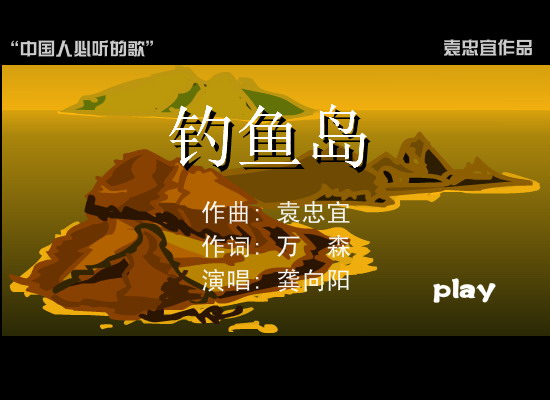 “中国人必听的歌”
袁忠宜作品
钓鱼岛
作曲: 袁忠宜
作词: 万　森
演唱: 龚向阳
play